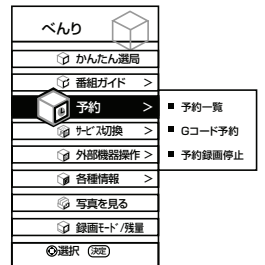 べんり
かんたん選局
番組ガイド >
予約 >
サービス切換 >
外部機器操作 >
各種情報 >
写真を見る
録画モード/残量
選択 決定
■ 予約一覧
■ Gコード予約
■ 予約録画停止